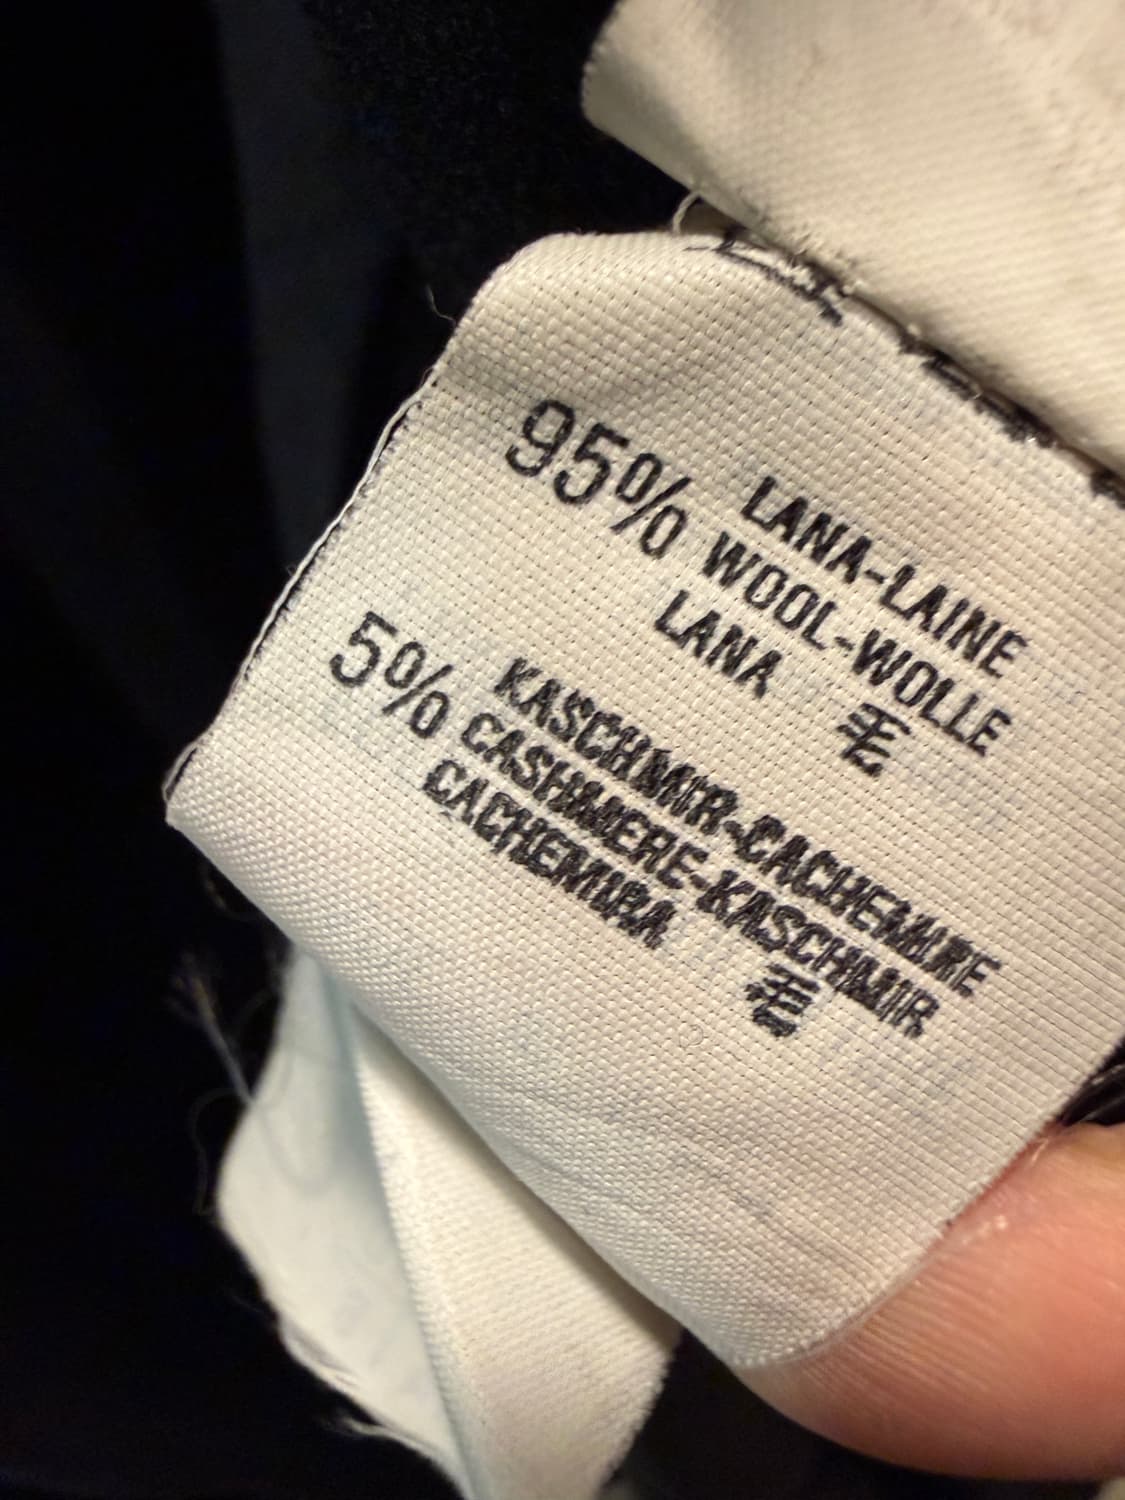 95% LANA-LAINE
WOOL-WOLLE
LANA 毛
5% KASCHMIR-CACHEMIRE
CASHMERE-KASCHMIR
CACHEMIRA
毛